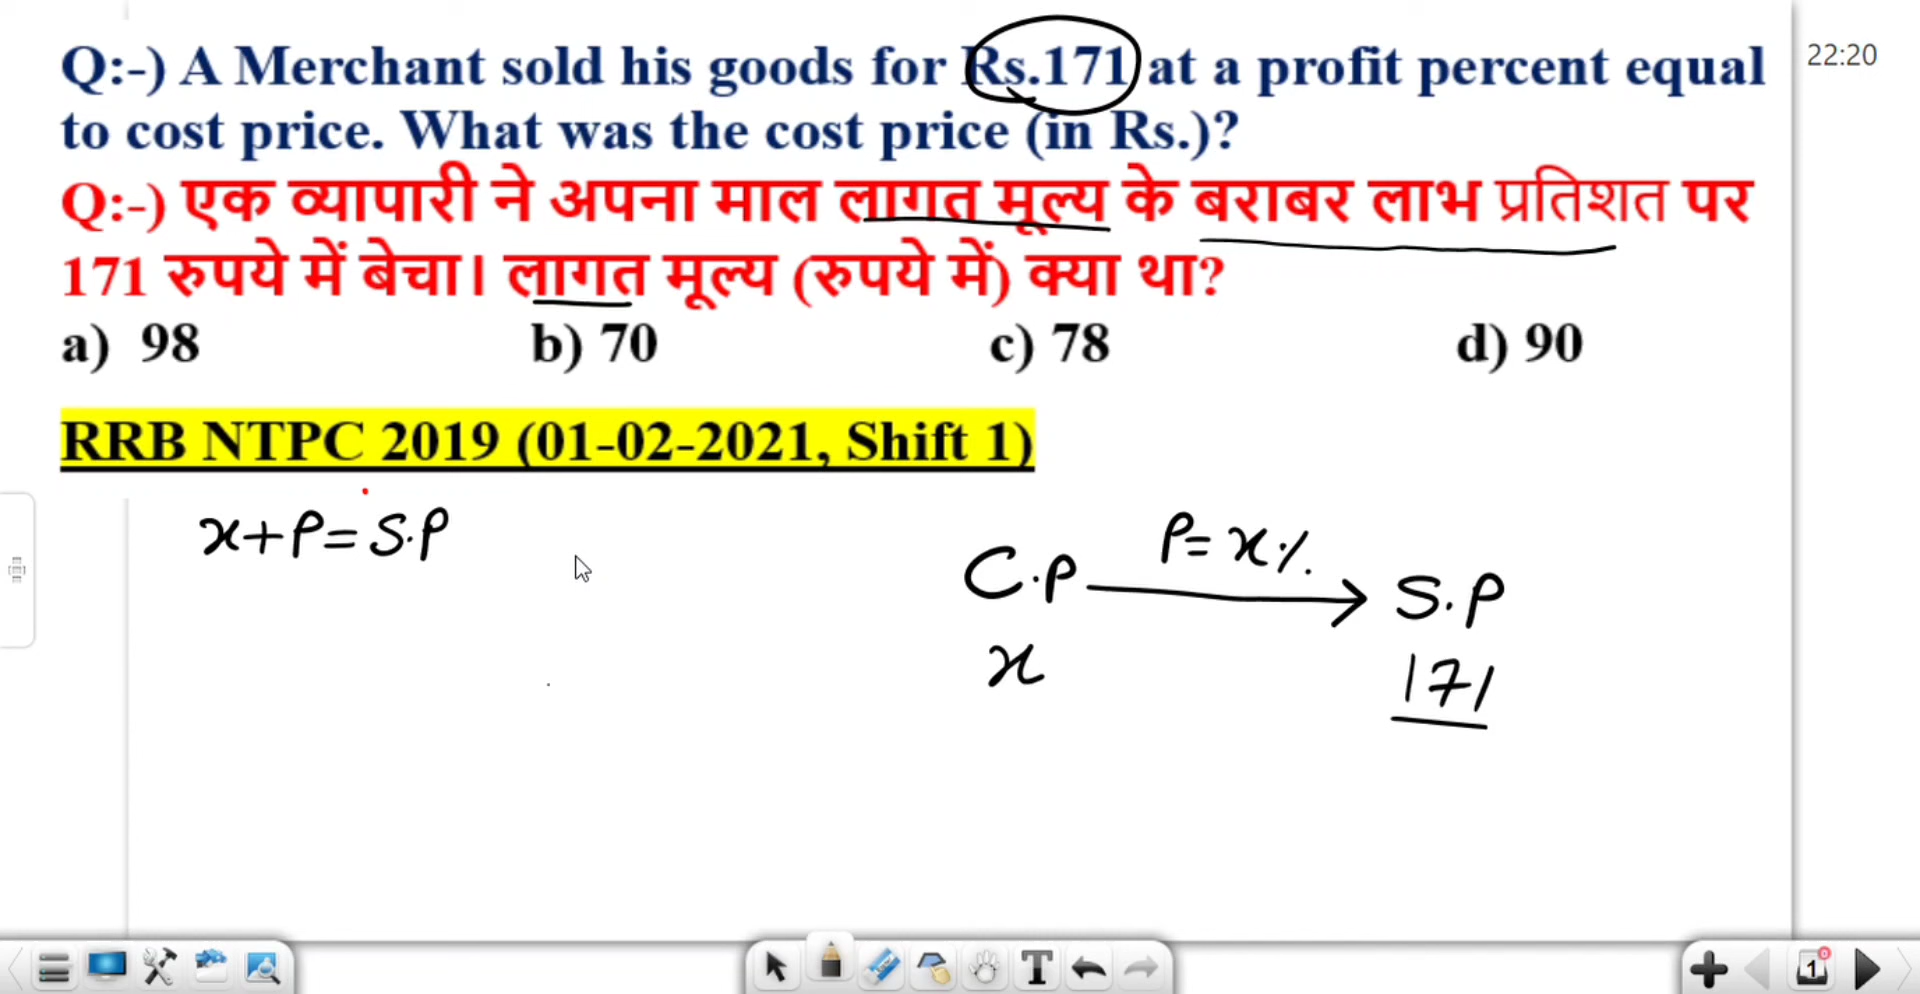 Q:-) A Merchant sold his goods for Rs.171 at a profit percent equal
to cost price. What was the cost price (in Rs.)?
Q:-) एक व्यापारी ने अपना माल लागत मूल्य के बराबर लाभ प्रतिशत पर
171 रुपये में बेचा। लागत मूल्य (रुपये में) क्या था?
a) 98 b) 70 c) 78 d) 90
RRB NTPC 2019 (01-02-2021, Shift 1)
x+P=S.P
P=x%
C.P S.P
x 171
22:20
T
1
0